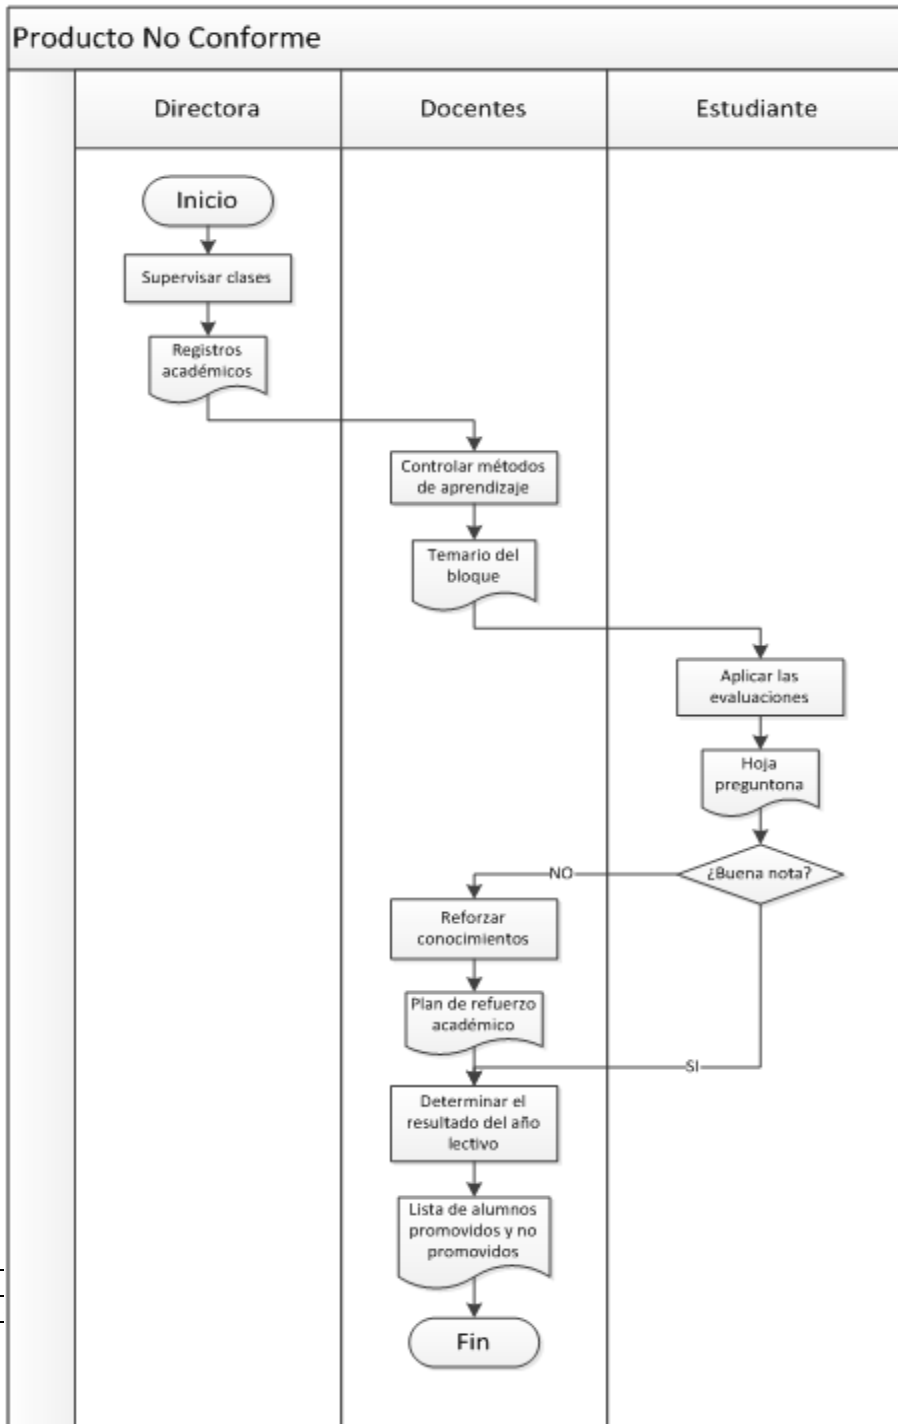 Producto No Conforme
Directora
Docentes
Estudiante
Inicio
Supervisar clases
Registros
académicos
Controlar métodos
de aprendizaje
Temario del
bloque
Aplicar las
evaluaciones
Hoja
preguntona
¿Buena nota?
NO
Reforzar
conocimientos
Plan de refuerzo
académico
SI
Determinar el
resultado del año
lectivo
Lista de alumnos
promovidos y no
promovidos
Fin